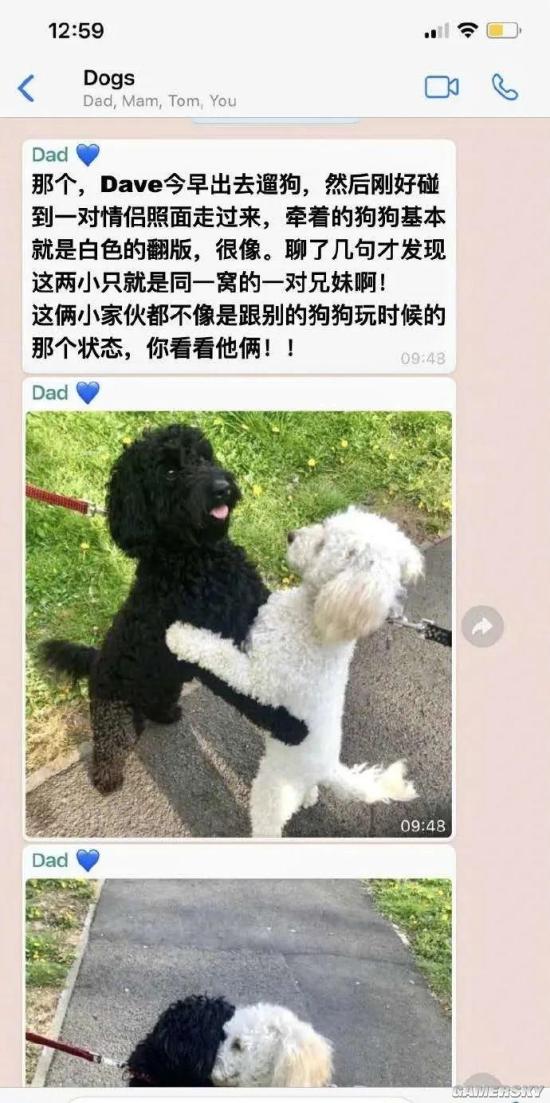 12:59
Dogs
Dad, Mam, Tom, You
Dad
那个，Dave今早出去遛狗，然后刚好碰
到一对情侣照面走过来，牵着的狗狗基本
就是白色的翻版，很像。聊了几句才发现
这两小只就是同一窝的一对兄妹啊！
这俩小家伙都不像是跟别的狗狗玩时候的
那个状态，你看看他俩！！
09:48
Dad
09:48
Dad
GAMERSKY